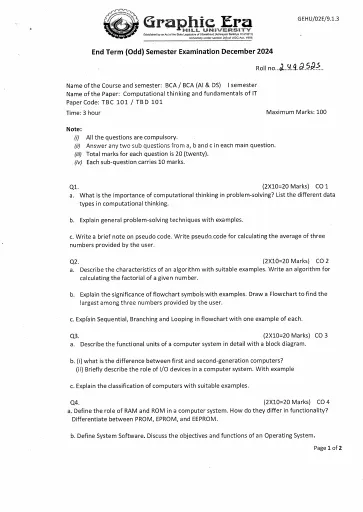 GEHU/02E/9.1.3
Graphic Era
HILL UNIVERSITY
End Term (Odd) Semester Examination December 2024
Roll no. 2492525
Name of the Course and semester: BCA / BCA (AI & DS) I semester
Name of the Paper: Computational thinking and fundamentals of IT
Paper Code: TBC 101 / TBD 101
Time: 3 hour Maximum Marks: 100
Note:
(i) All the questions are compulsory.
(ii) Answer any two sub questions from a, b and c in each main question.
(iii) Total marks for each question is 20 (twenty).
(iv) Each sub-question carries 10 marks.
Q1. (2X10=20 Marks) CO 1
a. What is the importance of computational thinking in problem-solving? List the different data
types in computational thinking.
b. Explain general problem-solving techniques with examples.
c. Write a brief note on pseudo code. Write pseudo code for calculating the average of three
numbers provided by the user.
Q2. (2X10=20 Marks) CO 2
a. Describe the characteristics of an algorithm with suitable examples. Write an algorithm for
calculating the factorial of a given number.
b. Explain the significance of flowchart symbols with examples. Draw a Flowchart to find the
largest among three numbers provided by the user.
c. Explain Sequential, Branching and Looping in flowchart with one example of each.
Q3. (2X10=20 Marks) CO 3
a. Describe the functional units of a computer system in detail with a block diagram.
b. (i) what is the difference between first and second-generation computers?
(ii) Briefly describe the role of I/O devices in a computer system. With example
c. Explain the classification of computers with suitable examples.
Q4. (2X10=20 Marks) CO 4
a. Define the role of RAM and ROM in a computer system. How do they differ in functionality?
Differentiate between PROM, EPROM, and EEPROM.
b. Define System Software. Discuss the objectives and functions of an Operating System.
Page 1 of 2